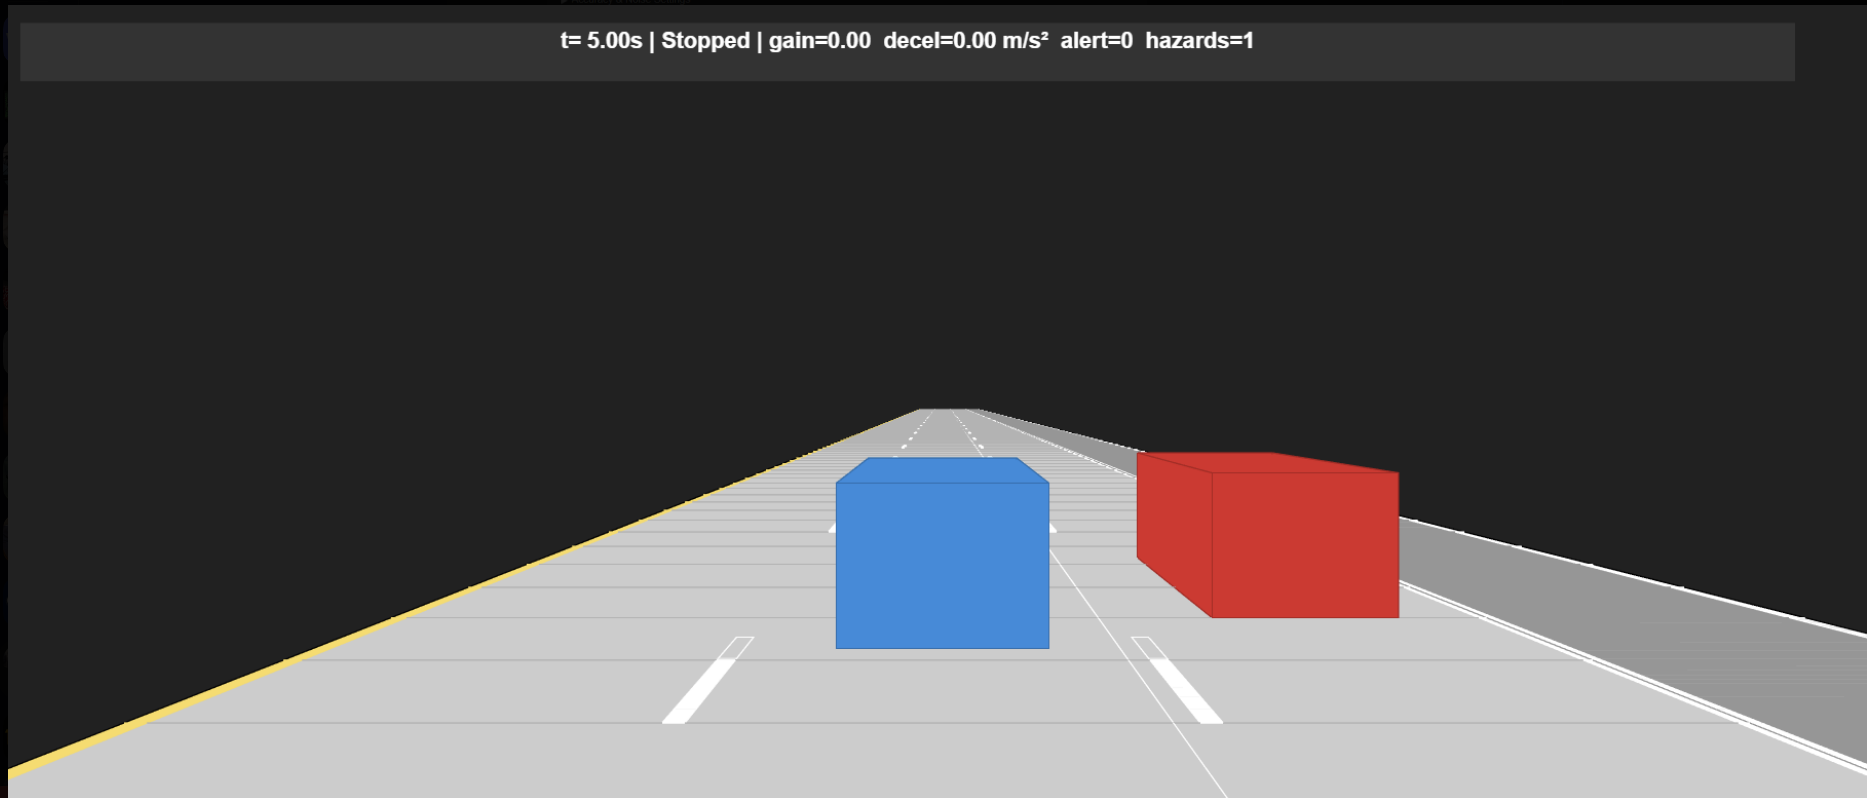 t= 5.00s | Stopped | gain=0.00 decel=0.00 m/s² alert=0 hazards=1